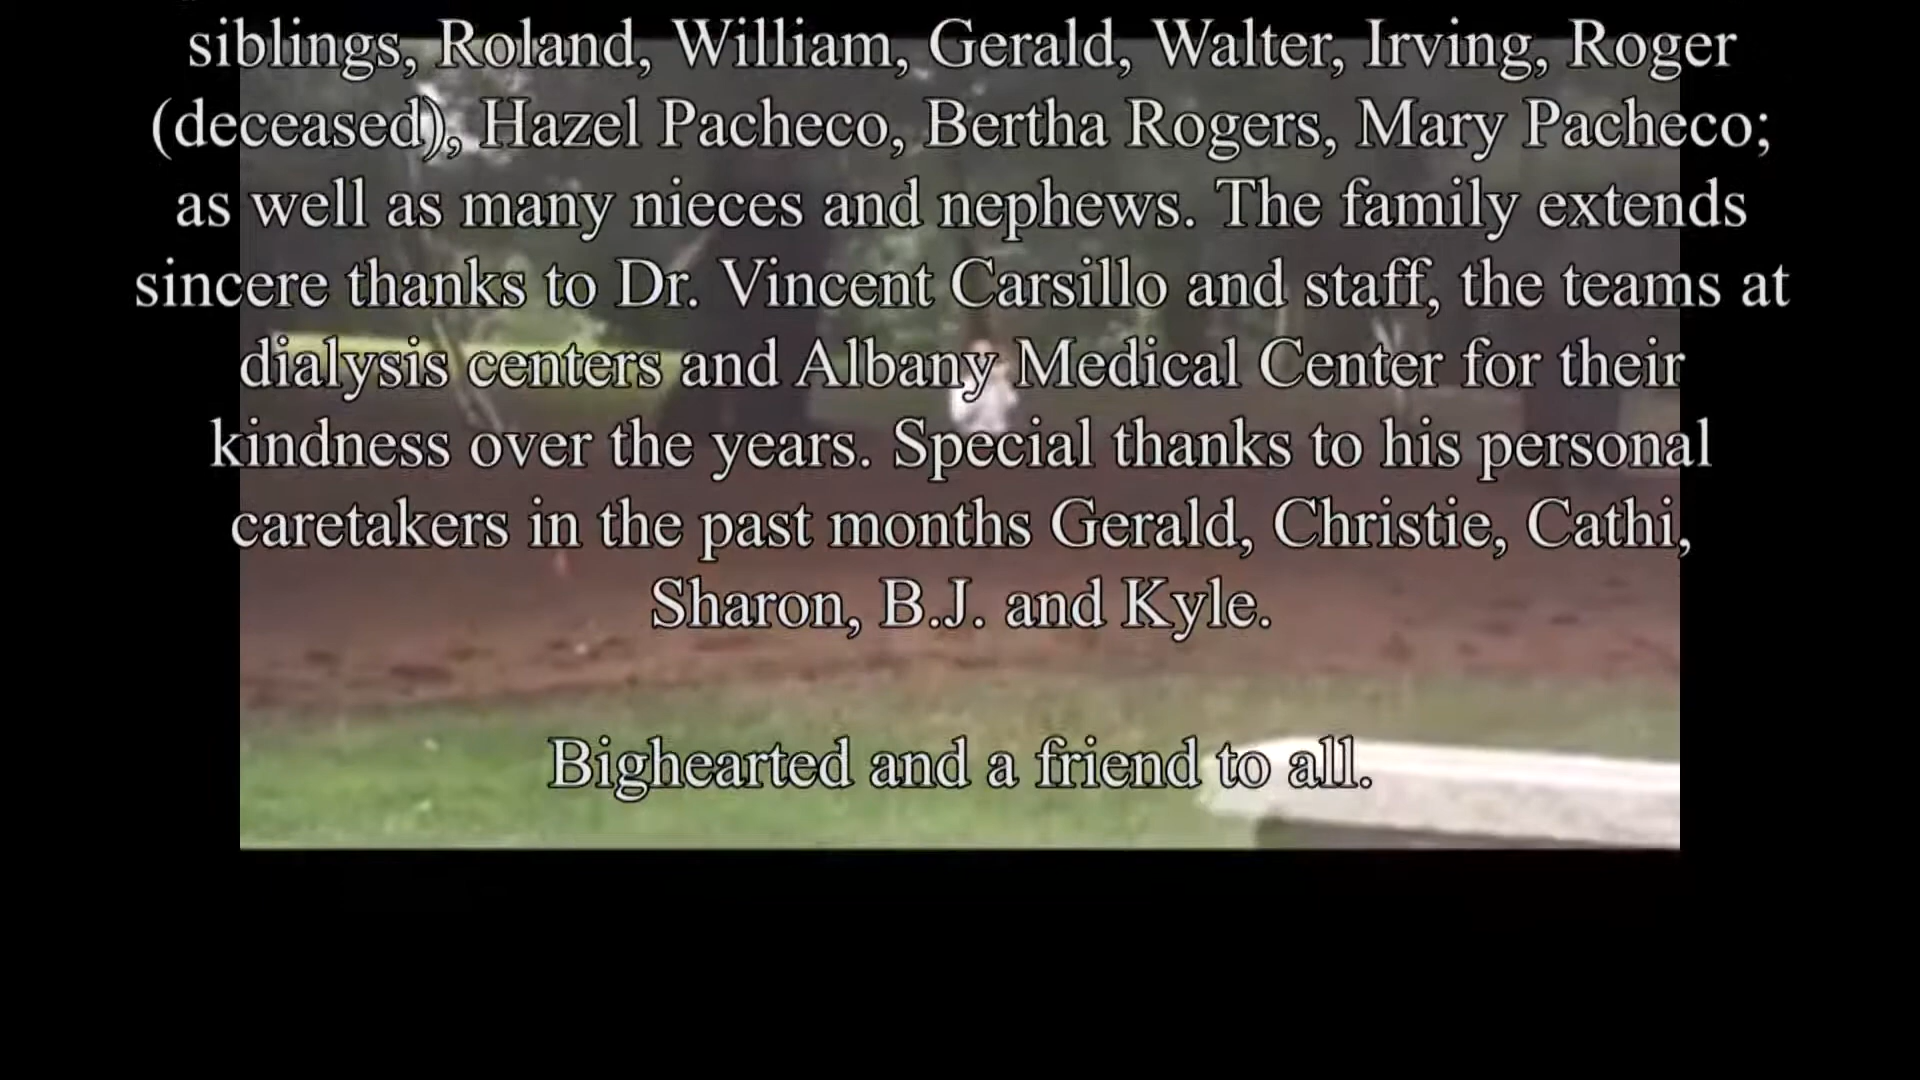 siblings, Roland, William, Gerald, Walter, Irving, Roger
(deceased), Hazel Pacheco, Bertha Rogers, Mary Pacheco;
as well as many nieces and nephews. The family extends
sincere thanks to Dr. Vincent Carsillo and staff, the teams at
dialysis centers and Albany Medical Center for their
kindness over the years. Special thanks to his personal
caretakers in the past months Gerald, Christie, Cathi,
Sharon, B.J. and Kyle.
Bighearted and a friend to all.